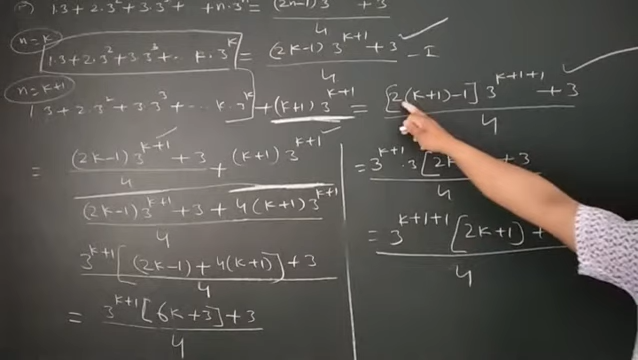 1.3+2.3²+3.3³+ . . +n.3ⁿ = (2n-1)3ⁿ⁺¹ + 3 / 4
n=k
1.3+2.3²+3.3³+ . . . k.3ᵏ = (2k-1)3ᵏ⁺¹+3 / 4 - I
n=k+1
1.3+2.3²+3.3³+ . . . k.3ᵏ + (k+1)3ᵏ⁺¹ = [2(k+1)-1] 3ᵏ⁺¹⁺¹ +3 / 4
= (2k-1)3ᵏ⁺¹+3 / 4 + (k+1)3ᵏ⁺¹
(2k-1)3ᵏ⁺¹+3 + 4(k+1)3ᵏ⁺¹ / 4
3ᵏ⁺¹[(2k-1)+4(k+1)]+3 / 4
= 3ᵏ⁺¹[6k+3]+3 / 4
= 3ᵏ⁺¹.3[2k +3 / 4
= 3ᵏ⁺¹⁺¹[2k+1) + / 4